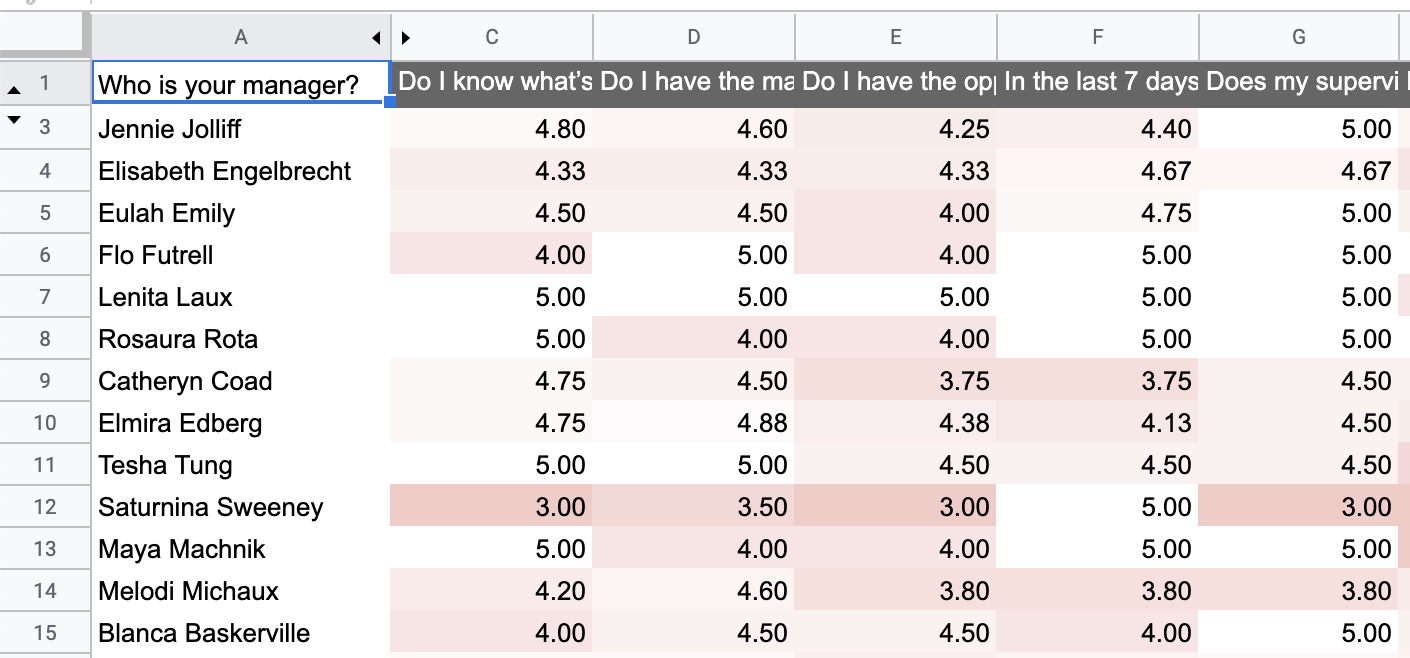 A C D E F G
1 Who is your manager? Do I know what's Do I have the ma Do I have the opp In the last 7 days Does my supervi
3 Jennie Jolliff 4.80 4.60 4.25 4.40 5.00
4 Elisabeth Engelbrecht 4.33 4.33 4.33 4.67 4.67
5 Eulah Emily 4.50 4.50 4.00 4.75 5.00
6 Flo Futrell 4.00 5.00 4.00 5.00 5.00
7 Lenita Laux 5.00 5.00 5.00 5.00 5.00
8 Rosaura Rota 5.00 4.00 4.00 5.00 5.00
9 Catheryn Coad 4.75 4.50 3.75 3.75 4.50
10 Elmira Edberg 4.75 4.88 4.38 4.13 4.50
11 Tesha Tung 5.00 5.00 4.50 4.50 4.50
12 Saturnina Sweeney 3.00 3.50 3.00 5.00 3.00
13 Maya Machnik 5.00 4.00 4.00 5.00 5.00
14 Melodi Michaux 4.20 4.60 3.80 3.80 3.80
15 Blanca Baskerville 4.00 4.50 4.50 4.00 5.00